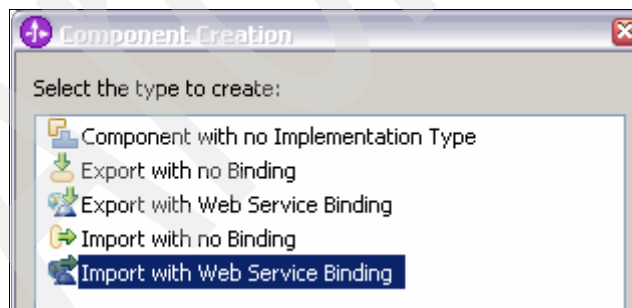 Component Creation
Select the type to create:
Component with no Implementation Type
Export with no Binding
Export with Web Service Binding
Import with no Binding
Import with Web Service Binding